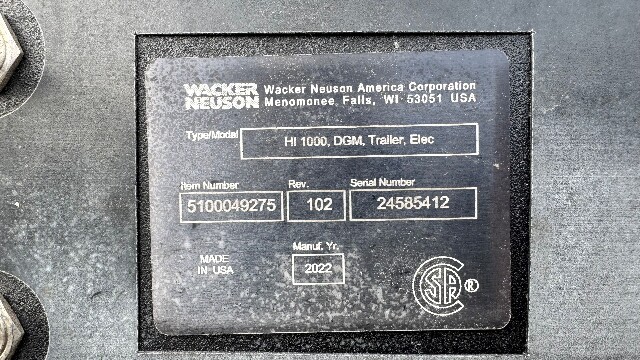 WACKER NEUSON
Wacker Neuson America Corporation
Menomonee Falls, WI 53051 USA
Type/Model
HI 1000, DGM, Trailer, Elec
Item Number Rev. Serial Number
5100049275 102 24585412
Manuf. Yr.
MADE IN USA
2022
CSA ®